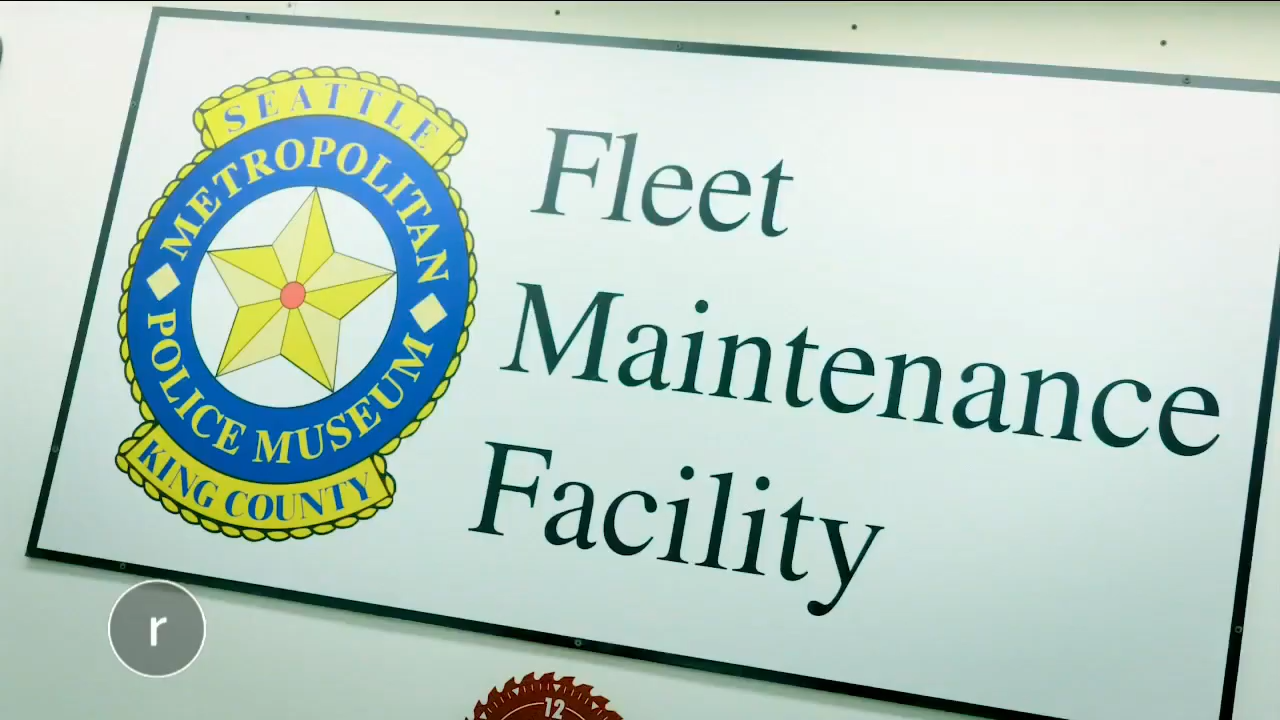 SEATTLE
METROPOLITAN
POLICE MUSEUM
KING COUNTY
Fleet
Maintenance
Facility
r
12